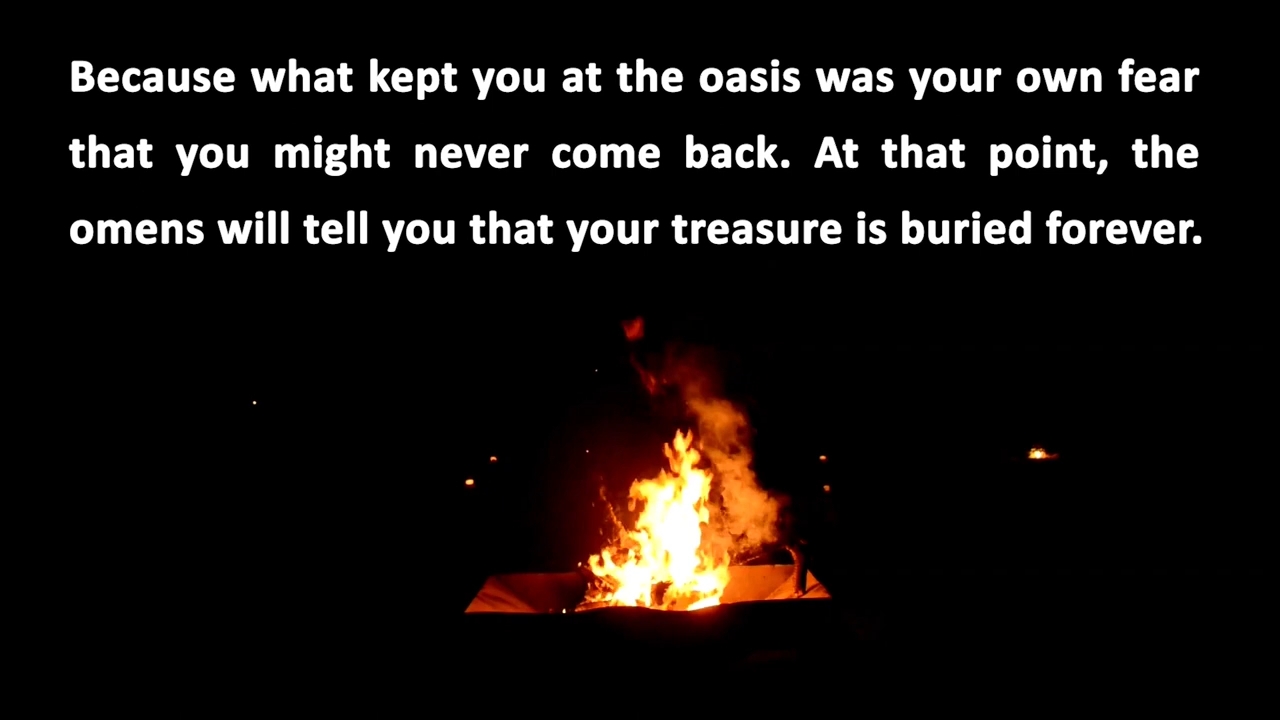 Because what kept you at the oasis was your own fear
that you might never come back. At that point, the
omens will tell you that your treasure is buried forever.